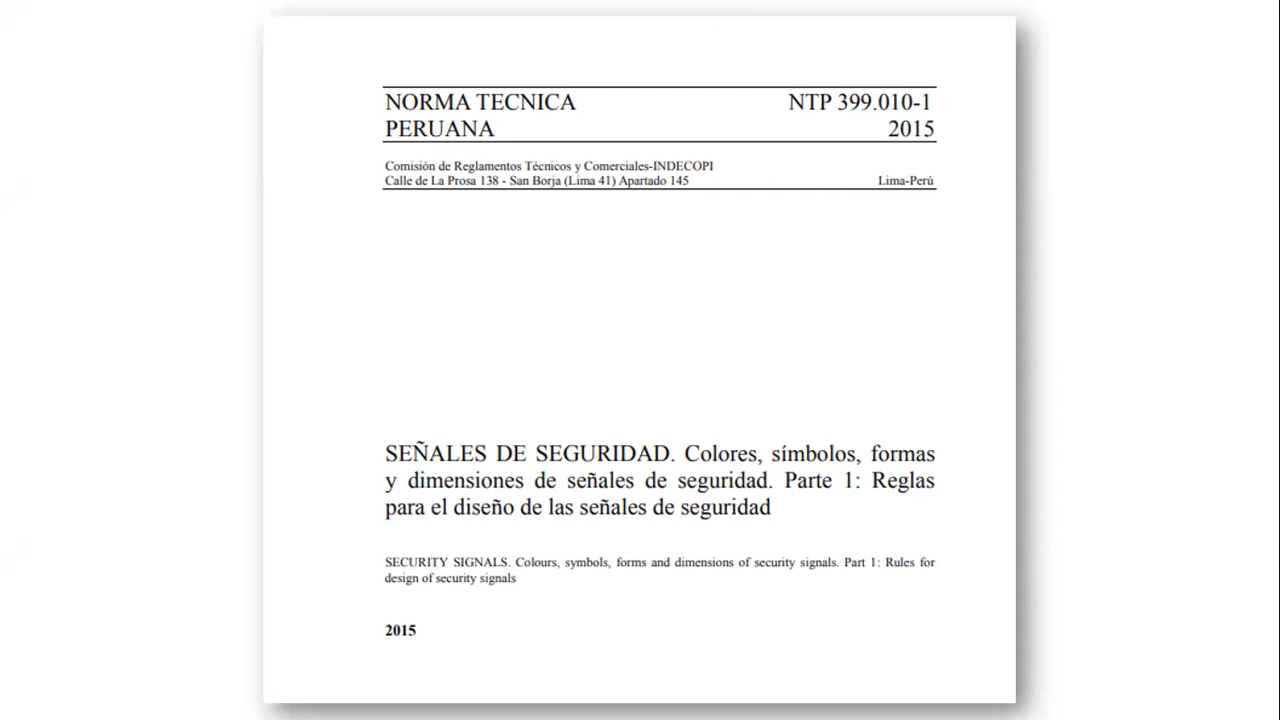 NORMA TECNICA NTP 399.010-1
PERUANA 2015
Comisión de Reglamentos Técnicos y Comerciales-INDECOPI
Calle de La Prosa 138 - San Borja (Lima 41) Apartado 145 Lima-Perú
SEÑALES DE SEGURIDAD. Colores, símbolos, formas
y dimensiones de señales de seguridad. Parte 1: Reglas
para el diseño de las señales de seguridad
SECURITY SIGNALS. Colours, symbols, forms and dimensions of security signals. Part 1: Rules for
design of security signals
2015